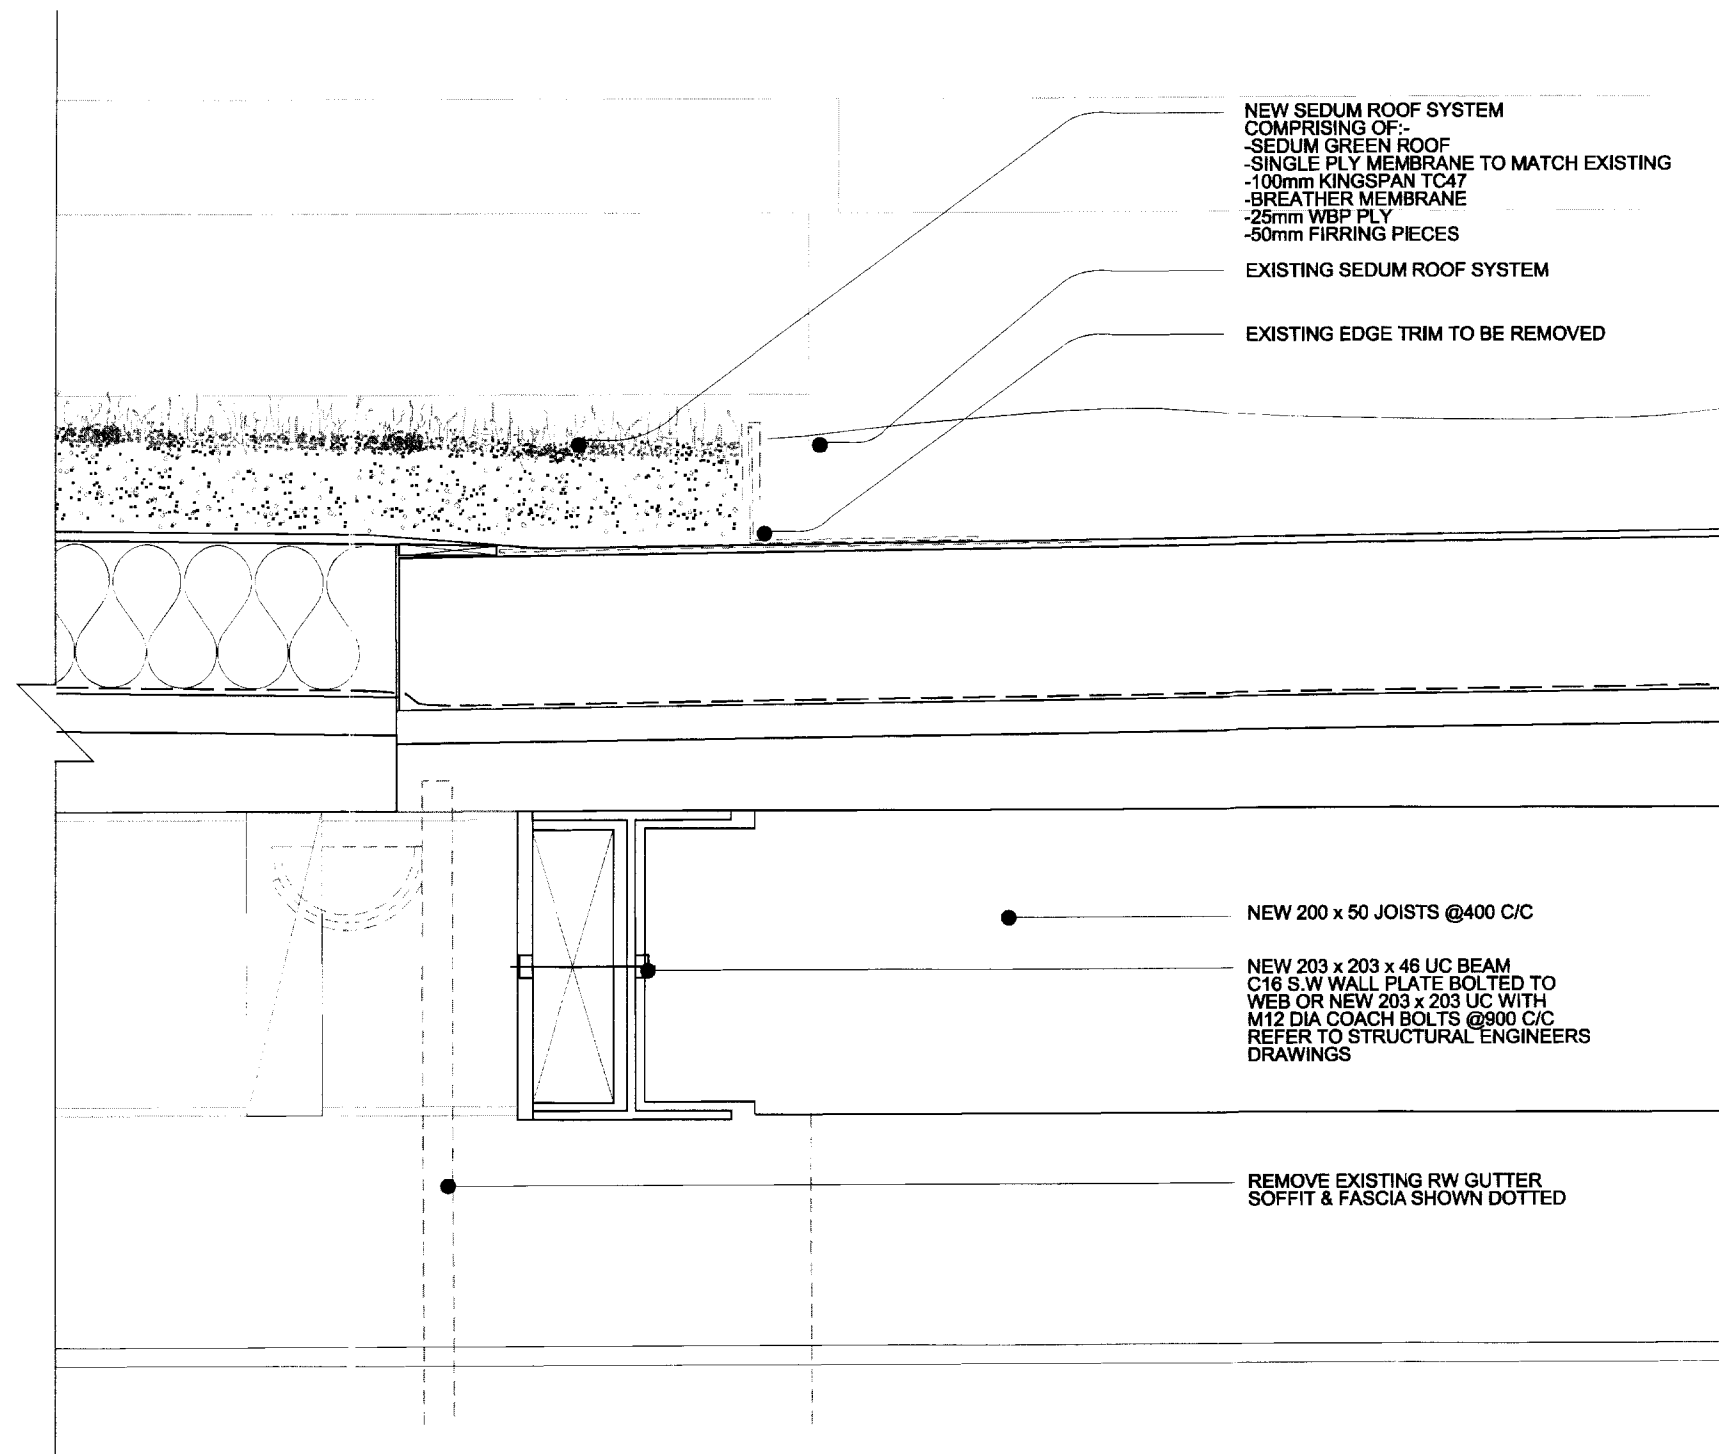 NEW SEDUM ROOF SYSTEM
COMPRISING OF:-
-SEDUM GREEN ROOF
-SINGLE PLY MEMBRANE TO MATCH EXISTING
-100mm KINGSPAN TC47
-BREATHER MEMBRANE
-25mm WBP PLY
-50mm FIRRING PIECES
EXISTING SEDUM ROOF SYSTEM
EXISTING EDGE TRIM TO BE REMOVED
NEW 200 x 50 JOISTS @400 C/C
NEW 203 x 203 x 46 UC BEAM
C16 S.W WALL PLATE BOLTED TO
WEB OR NEW 203 x 203 UC WITH
M12 DIA COACH BOLTS @900 C/C
REFER TO STRUCTURAL ENGINEERS
DRAWINGS
REMOVE EXISTING RW GUTTER
SOFFIT & FASCIA SHOWN DOTTED